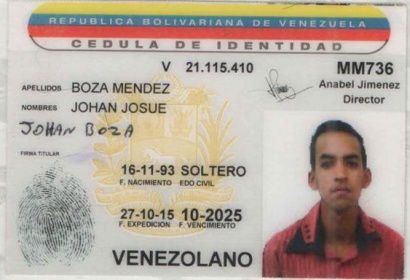 REPUBLICA BOLIVARIANA DE VENEZUELA
CEDULA DE IDENTIDAD
V 21.115.410
MM736
Anabel Jimenez
Director
APELLIDOS BOZA MENDEZ
NOMBRES JOHAN JOSUE
JOHAN BOZA
FIRMA TITULAR
16-11-93 SOLTERO
F. NACIMIENTO EDO CIVIL
27-10-15 10-2025
F. EXPEDICION F. VENCIMIENTO
VENEZOLANO